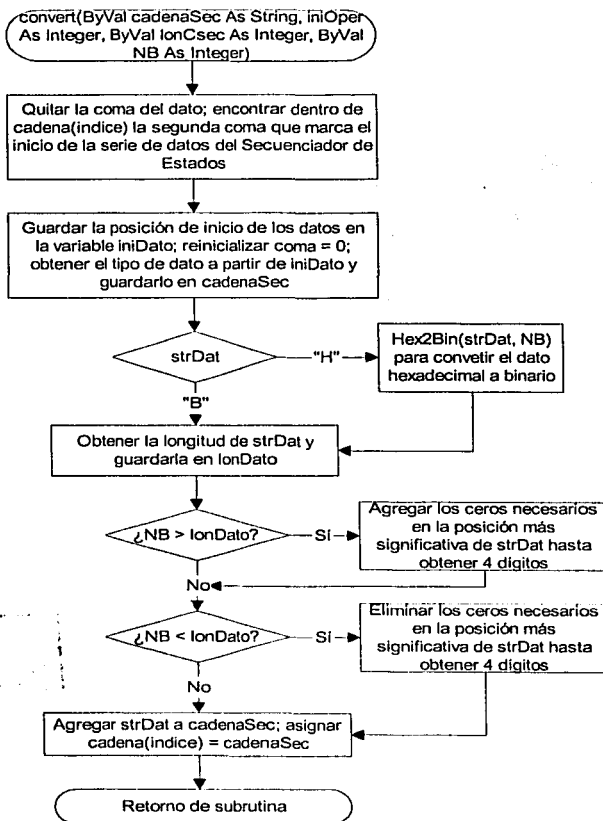 convert(ByVal cadenaSec As String, iniOper
As Integer, ByVal lonCsec As Integer, ByVal
NB As Integer)
Quitar la coma del dato; encontrar dentro de
cadena(indice) la segunda coma que marca el
inicio de la serie de datos del Secuenciador de
Estados
Guardar la posición de inicio de los datos en
la variable iniDato; reinicializar coma = 0;
obtener el tipo de dato a partir de iniDato y
guardarlo en cadenaSec
strDat
"H"
Hex2Bin(strDat, NB)
para convetir el dato
hexadecimal a binario
"B"
Obtener la longitud de strDat y
guardarla en lonDato
¿NB > lonDato?
Sí
Agregar los ceros necesarios
en la posición más
significativa de strDat hasta
obtener 4 dígitos
No
¿NB < lonDato?
Sí
Eliminar los ceros necesarios
en la posición más
significativa de strDat hasta
obtener 4 dígitos
No
Agregar strDat a cadenaSec; asignar
cadena(indice) = cadenaSec
Retorno de subrutina